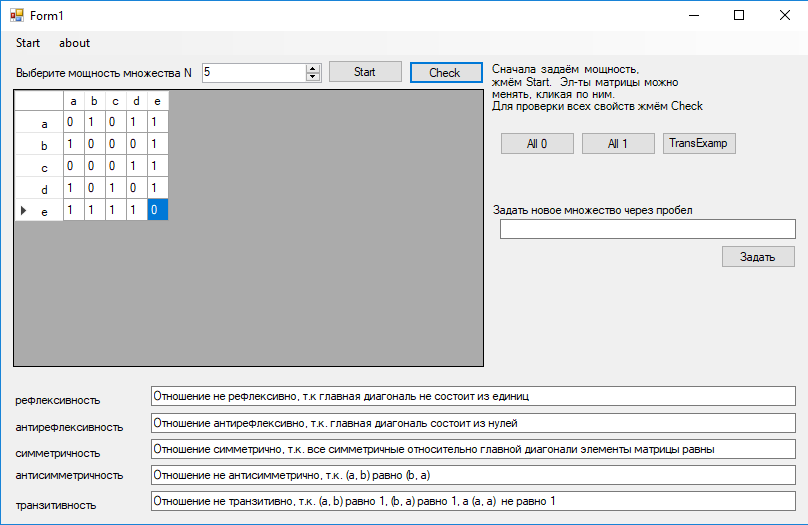 Form1
Start about
Выберите мощность множества N 5 Start Check
Сначала задаём мощность,
жмём Start. Эл-ты матрицы можно
менять, кликая по ним.
Для проверки всех свойств жмём Check
a b c d e
a 0 1 0 1 1
b 1 0 0 0 1
c 0 0 0 1 1
d 1 0 1 0 1
e 1 1 1 1 0
All 0 All 1 TransExamp
Задать новое множество через пробел
Задать
рефлексивность Отношение не рефлексивно, т.к главная диагональ не состоит из единиц
антирефлексивность Отношение антирефлексивно, т.к. главная диагональ состоит из нулей
симметричность Отношение симметрично, т.к. все симметричные относительно главной диагонали элементы матрицы равны
антисимметричность Отношение не антисимметрично, т.к. (a, b) равно (b, a)
транзитивность Отношение не транзитивно, т.к. (a, b) равно 1, (b, a) равно 1, а (a, a) не равно 1